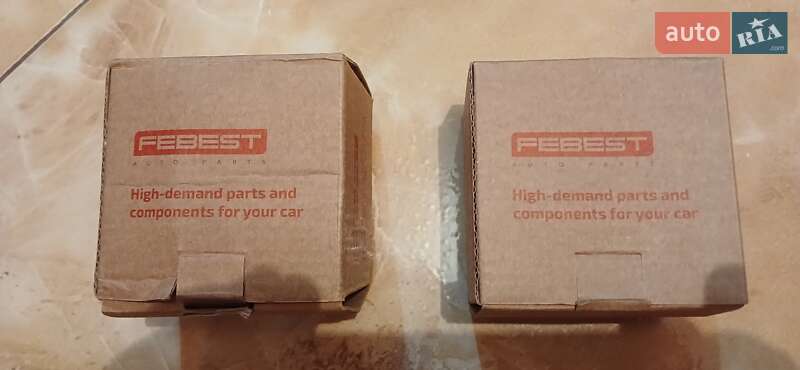 auto RIA .com
FEBEST
AUTO PARTS
High-demand parts and
components for your car
FEBEST
AUTO PARTS
High-demand parts and
components for your car